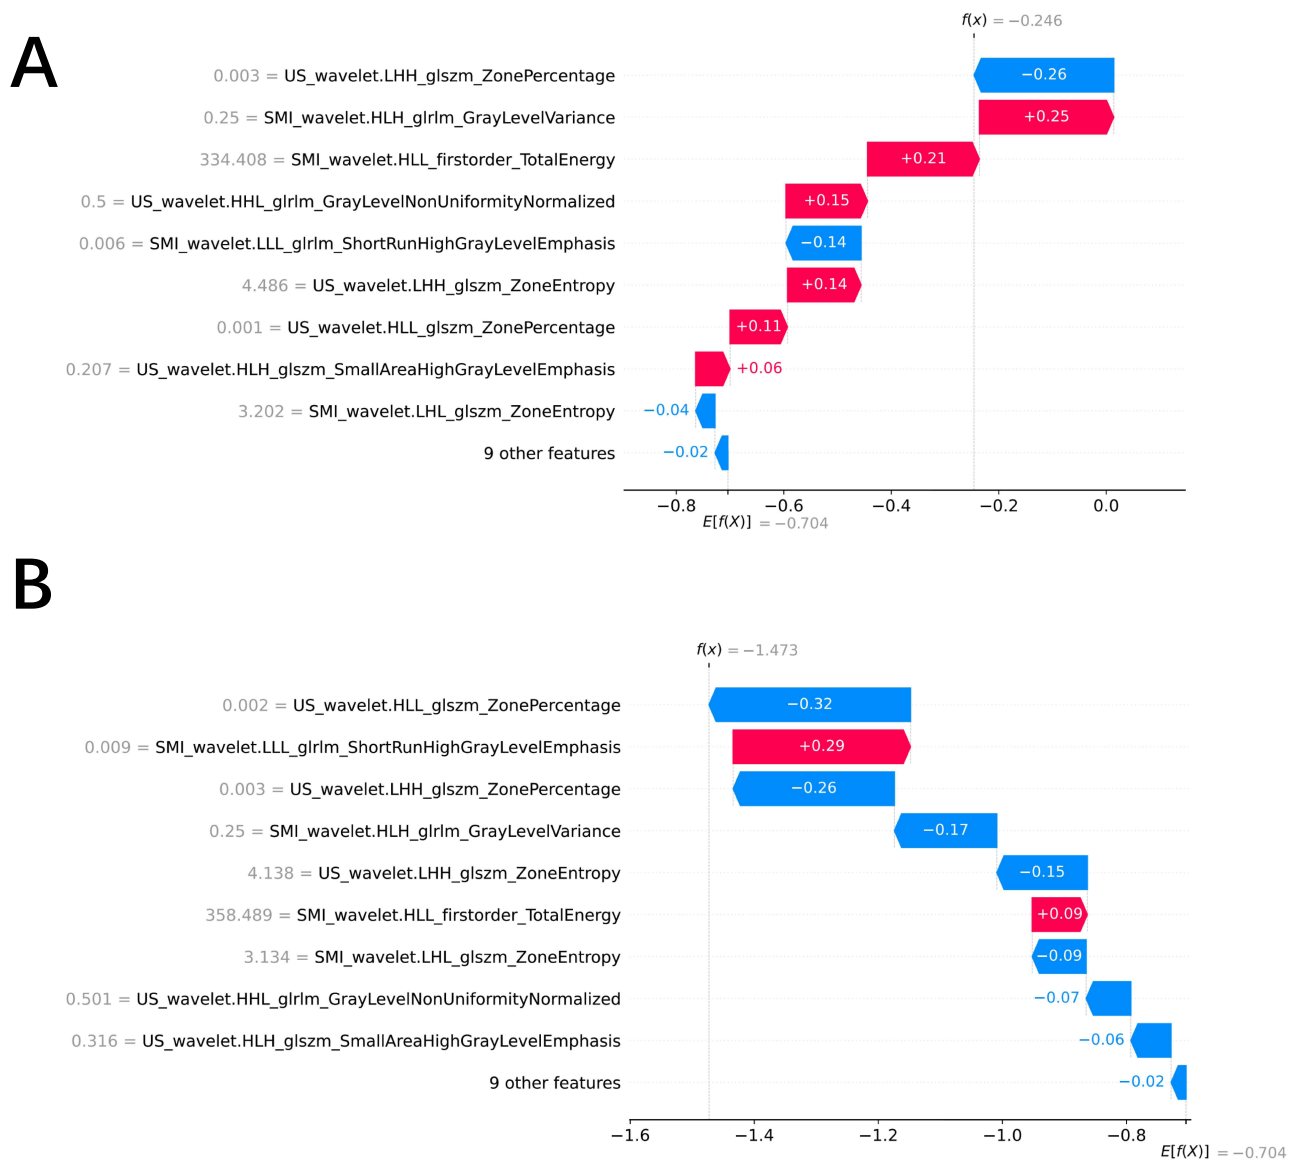 A
f(x) = −0.246
0.003 = US_wavelet.LHH_glszm_ZonePercentage −0.26
0.25 = SMI_wavelet.HLH_glrlm_GrayLevelVariance +0.25
334.408 = SMI_wavelet.HLL_firstorder_TotalEnergy +0.21
0.5 = US_wavelet.HHL_glrlm_GrayLevelNonUniformityNormalized +0.15
0.006 = SMI_wavelet.LLL_glrlm_ShortRunHighGrayLevelEmphasis −0.14
4.486 = US_wavelet.LHH_glszm_ZoneEntropy +0.14
0.001 = US_wavelet.HLL_glszm_ZonePercentage +0.11
0.207 = US_wavelet.HLH_glszm_SmallAreaHighGrayLevelEmphasis +0.06
3.202 = SMI_wavelet.LHL_glszm_ZoneEntropy −0.04
9 other features −0.02
−0.8 −0.6 −0.4 −0.2 0.0
E[f(X)] = −0.704
B
f(x) = −1.473
0.002 = US_wavelet.HLL_glszm_ZonePercentage −0.32
0.009 = SMI_wavelet.LLL_glrlm_ShortRunHighGrayLevelEmphasis +0.29
0.003 = US_wavelet.LHH_glszm_ZonePercentage −0.26
0.25 = SMI_wavelet.HLH_glrlm_GrayLevelVariance −0.17
4.138 = US_wavelet.LHH_glszm_ZoneEntropy −0.15
358.489 = SMI_wavelet.HLL_firstorder_TotalEnergy +0.09
3.134 = SMI_wavelet.LHL_glszm_ZoneEntropy −0.09
0.501 = US_wavelet.HHL_glrlm_GrayLevelNonUniformityNormalized −0.07
0.316 = US_wavelet.HLH_glszm_SmallAreaHighGrayLevelEmphasis −0.06
9 other features −0.02
−1.6 −1.4 −1.2 −1.0 −0.8
E[f(X)] = −0.704